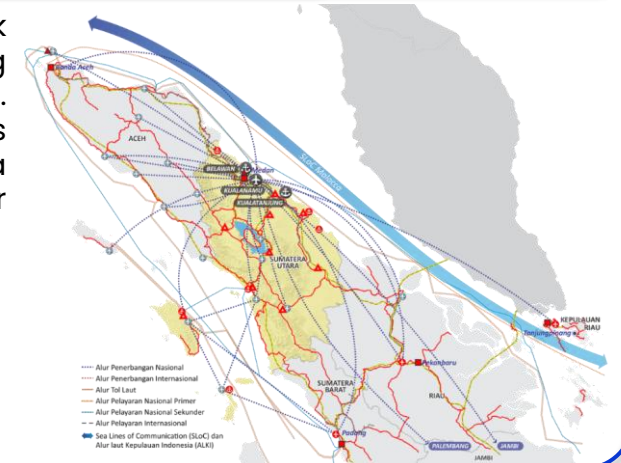 k
g
.
s
a
r
Banda Aceh
ACEH
BELAWAN
Medan
KUALANAMU
KUALATANJUNG
SLoC Malacca
SUMATERA
UTARA
KEPULAUAN
RIAU
Tanjungpinang
Pekanbaru
SUMATERA
BARAT
RIAU
Padang
PALEMBANG
JAMBI
JAMBI
Alur Penerbangan Nasional
Alur Penerbangan Internasional
Alur Tol Laut
Alur Pelayaran Nasional Primer
Alur Pelayaran Nasional Sekunder
Alur Pelayaran Internasional
Sea Lines of Communication (SLoC) dan
Alur laut Kepulauan Indonesia (ALKI)